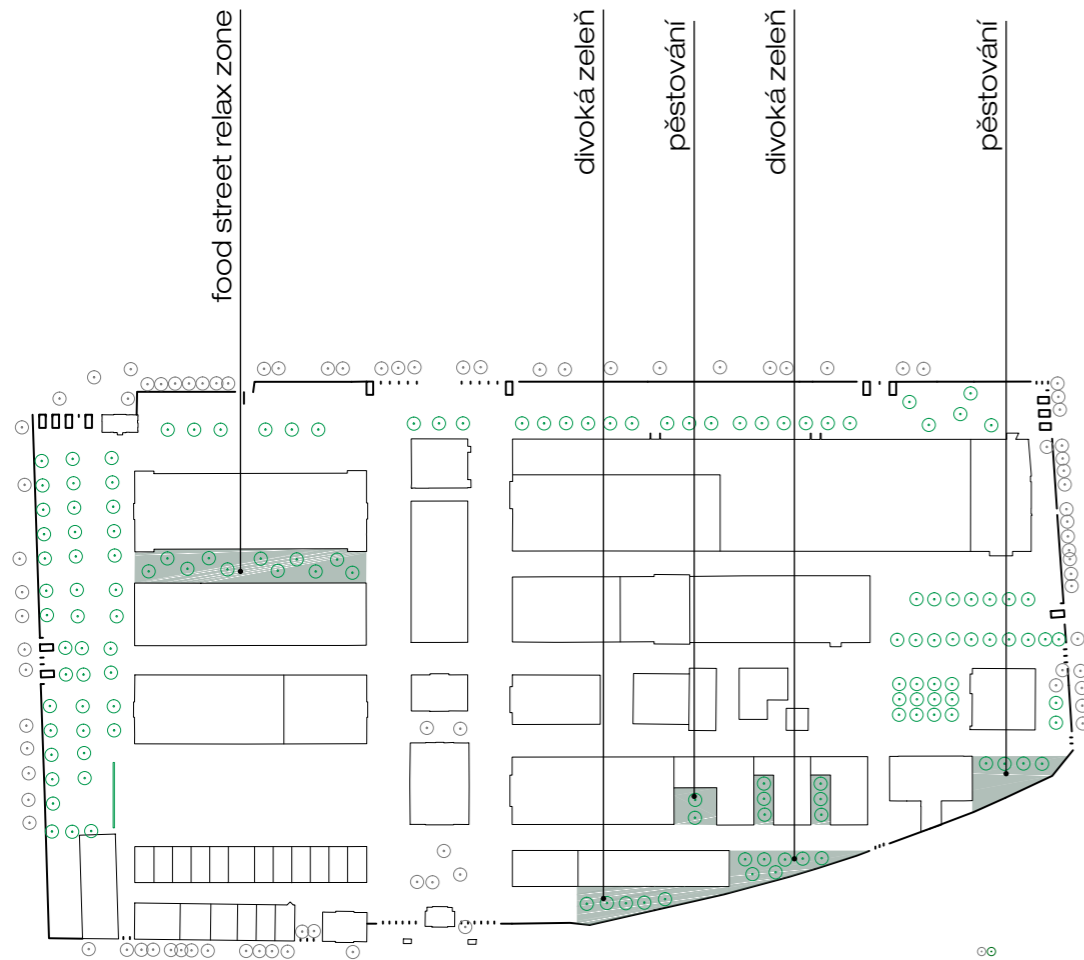 food street relax zone
divoká zeleň
pěstování
divoká zeleň
pěstování